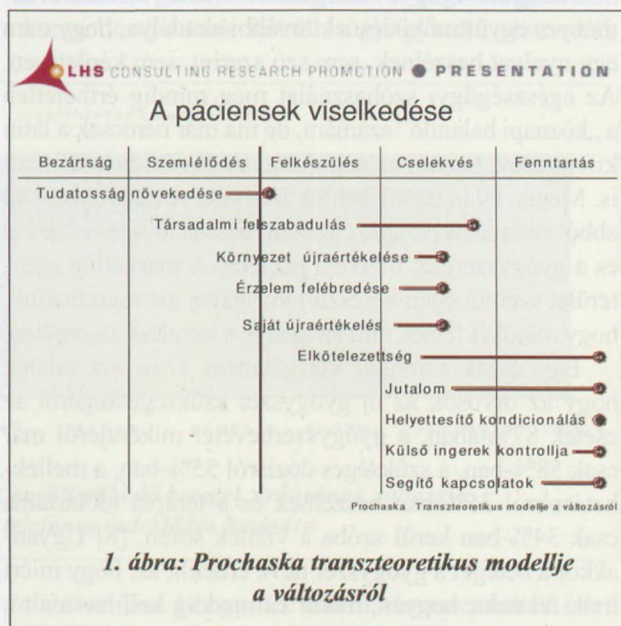 LHS CONSULTING RESEARCH PROMOTION ● PRESENTATION
A páciensek viselkedése
Bezártság Szemlélődés Felkészülés Cselekvés Fenntartás
Tudatosság növekedése
Társadalmi felszabadulás
Környezet újraértékelése
Érzelem felébredése
Saját újraértékelés
Elkötelezettség
Jutalom
Helyettesítő kondicionálás
Külső ingerek kontrollja
Segítő kapcsolatok
Prochaska: Transzteoretikus modellje a változásról
1. ábra: Prochaska transzteoretikus modellje
a változásról